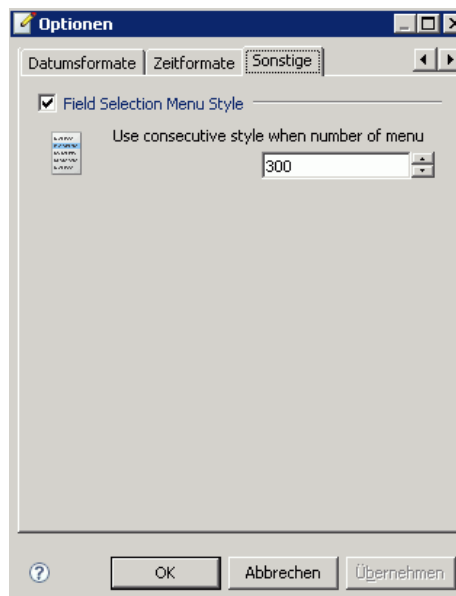 Optionen
Datumsformate Zeitformate Sonstige
Field Selection Menu Style
Use consecutive style when number of menu
300
? OK Abbrechen Übernehmen